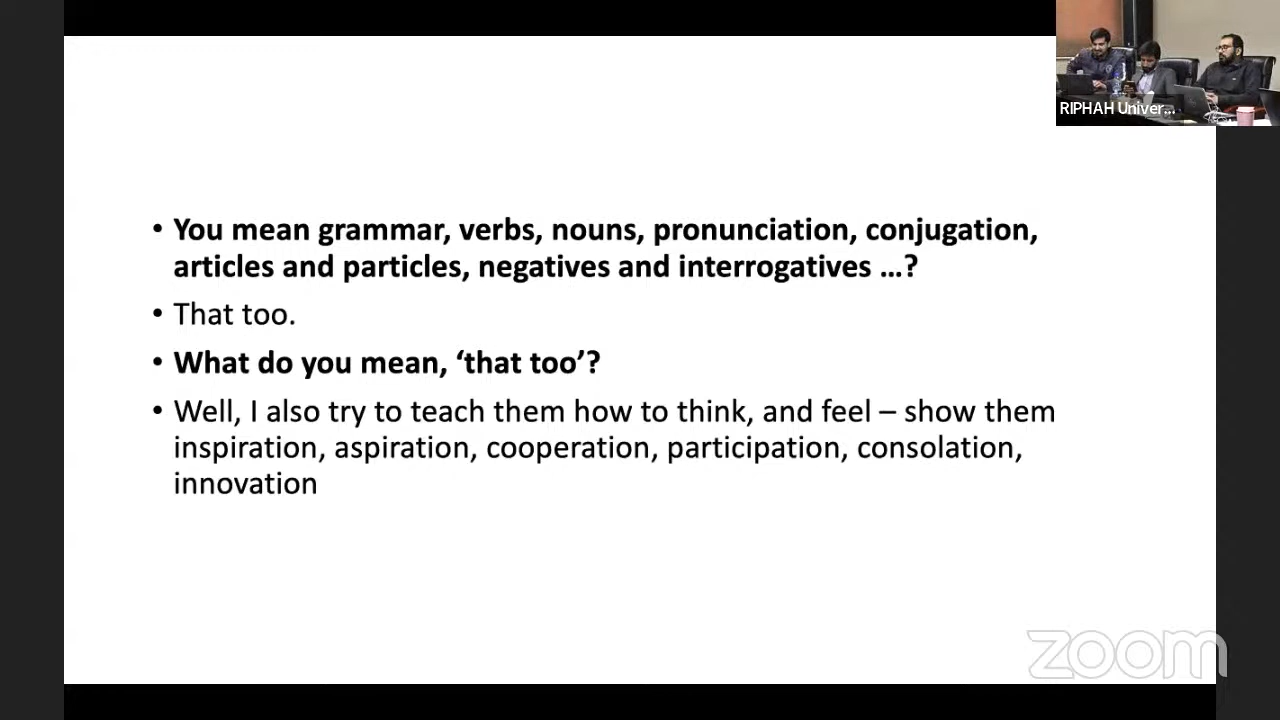 RIPHAH Univer...
• You mean grammar, verbs, nouns, pronunciation, conjugation,
articles and particles, negatives and interrogatives …?
• That too.
• What do you mean, ‘that too’?
• Well, I also try to teach them how to think, and feel – show them
inspiration, aspiration, cooperation, participation, consolation,
innovation
zoom